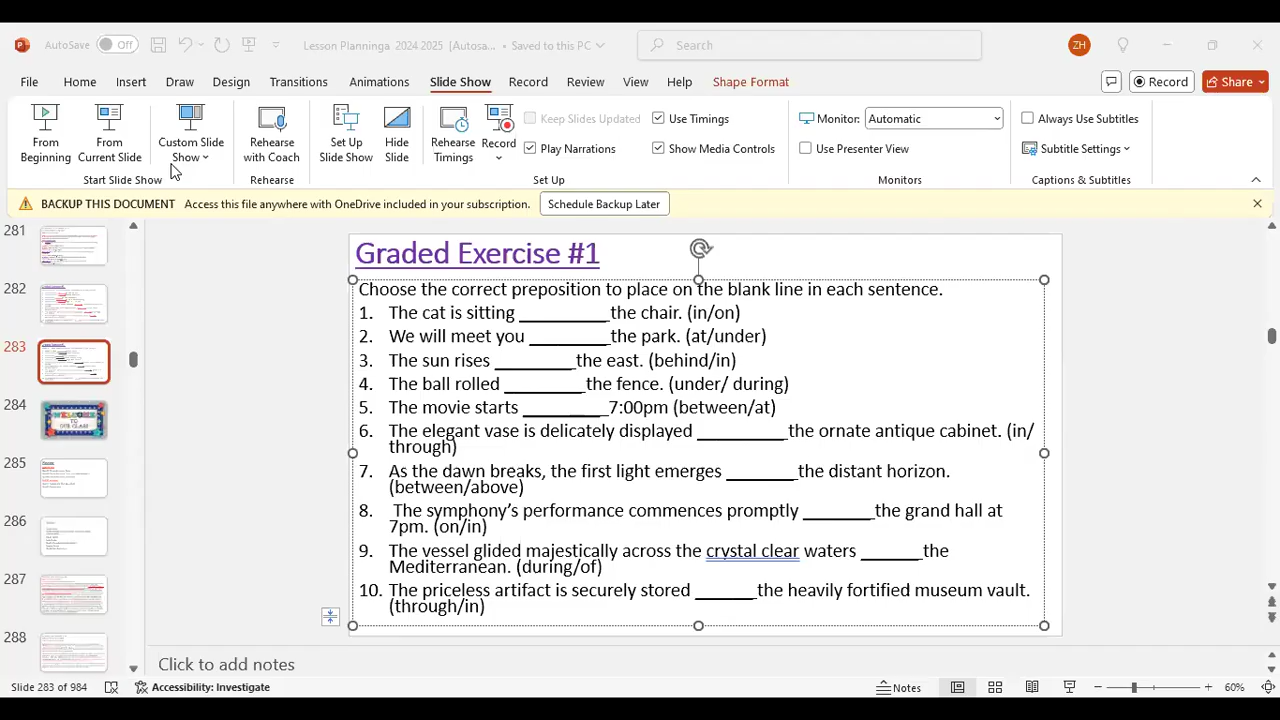 AutoSave Off Lesson Planninga 2024.2025 [Autosa... • Saved to this PC Search ZH
File Home Insert Draw Design Transitions Animations Slide Show Record Review View Help Shape Format Record Share
From Beginning From Current Slide Custom Slide Show Rehearse with Coach Set Up Slide Show Hide Slide Rehearse Timings Record
Keep Slides Updated Use Timings Monitor: Automatic Always Use Subtitles
Play Narrations Show Media Controls Use Presenter View Subtitle Settings
Start Slide Show Rehearse Set Up Monitors Captions & Subtitles
BACKUP THIS DOCUMENT Access this file anywhere with OneDrive included in your subscription. Schedule Backup Later
281
282
283
284
285
286
287
288
Graded Exercise #1
Choose the correct preposition to place on the blank line in each sentence.
1. The cat is sitting __________the chair. (in/on)
2. We will meet you _________the park. (at/under)
3. The sun rises_________the east. (behind/in)
4. The ball rolled _________the fence. (under/ during)
5. The movie starts _________ 7:00pm (between/at)
6. The elegant vase is delicately displayed __________the ornate antique cabinet. (in/
through)
7. As the dawn breaks, the first light emerges ________the distant horizon.
(between/above)
8. The symphony's performance commences promptly ________the grand hall at
7pm. (on/in)
9. The vessel glided majestically across the crystal clear waters _______the
Mediterranean. (during/of)
10. The priceless artifact is securely stored _______the heavily fortified museum vault.
(through/in)
Click to add notes
Slide 283 of 984 Accessibility: Investigate Notes 60%